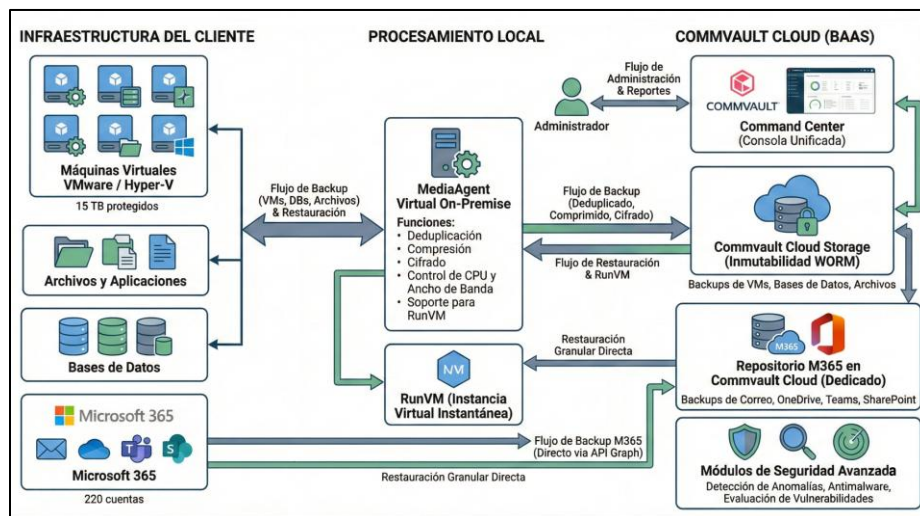 INFRAESTRUCTURA DEL CLIENTE
Máquinas Virtuales
VMware / Hyper-V
15 TB protegidos
Archivos y Aplicaciones
Bases de Datos
Microsoft 365
Microsoft 365
220 cuentas
Flujo de Backup
(VMs, DBs, Archivos)
& Restauración
PROCESAMIENTO LOCAL
MediaAgent
Virtual On-Premise
Funciones:
• Deduplicación
• Compresión
• Cifrado
• Control de CPU y
Ancho de Banda
• Soporte para
RunVM
RunVM (Instancia
Virtual Instantánea)
Flujo de Backup M365
(Directo via API Graph)
Restauración Granular Directa
Administrador
Flujo de
Administración
& Reportes
Flujo de Backup
(Deduplicado,
Comprimido, Cifrado)
Flujo de Restauración
& RunVM
Restauración
Granular Directa
COMMVAULT CLOUD (BAAS)
COMMVAULT
Command Center
(Consola Unificada)
Commvault Cloud Storage
(Inmutabilidad WORM)
Backups de VMs, Bases de Datos, Archivos
M365
Repositorio M365 en
Commvault Cloud (Dedicado)
Backups de Correo, OneDrive, Teams, SharePoint
Módulos de Seguridad Avanzada
Detección de Anomalías, Antimalware,
Evaluación de Vulnerabilidades